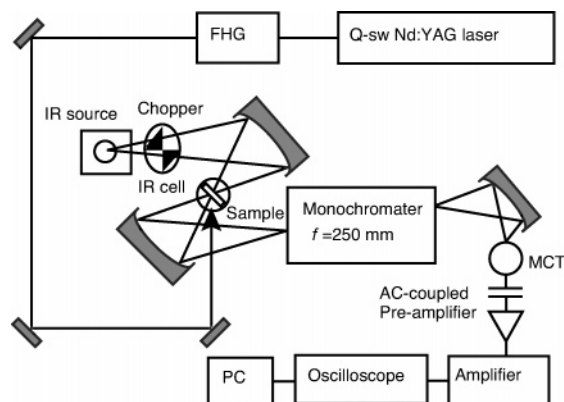 FHG
Q-sw Nd:YAG laser
Chopper
IR source
IR cell
Sample
Monochromater
f =250 mm
MCT
AC-coupled
Pre-amplifier
PC
Oscilloscope
Amplifier